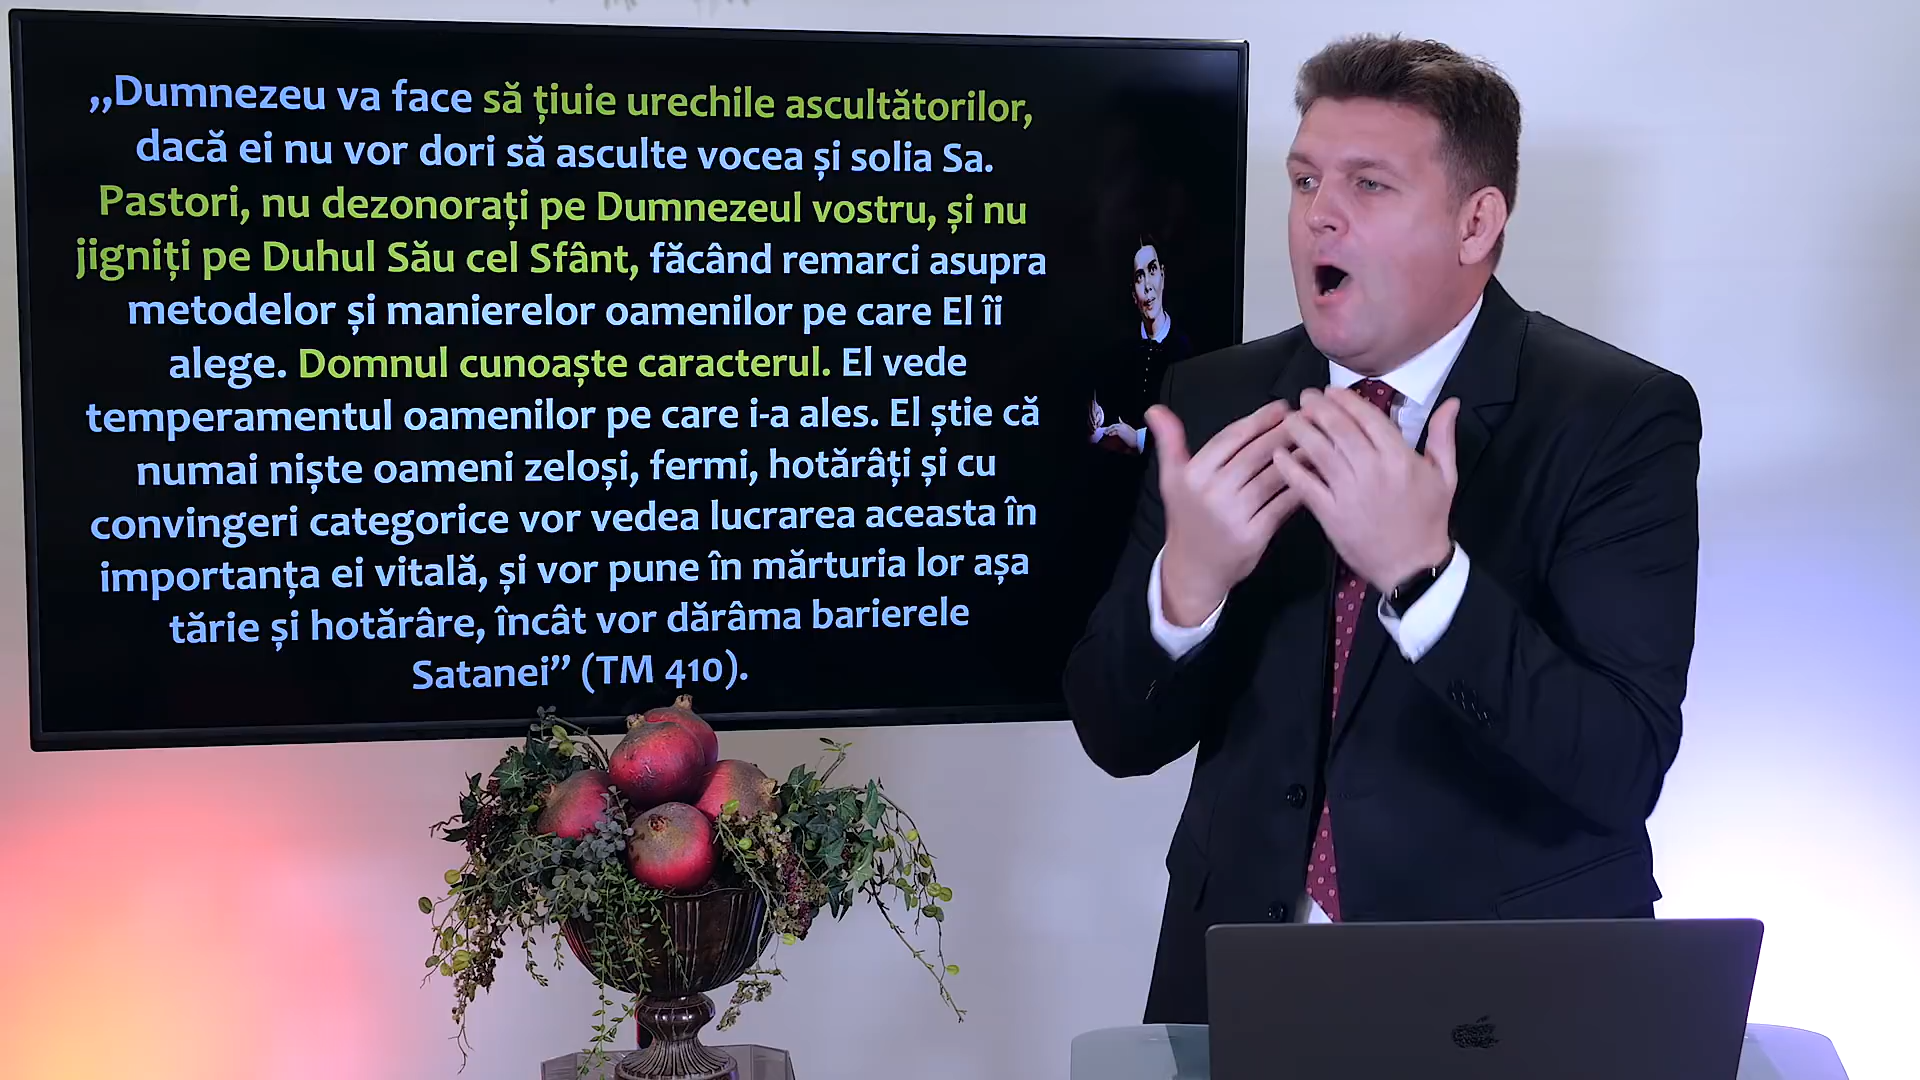 „Dumnezeu va face să țiuie urechile ascultătorilor,
dacă ei nu vor dori să asculte vocea și solia Sa.
Pastori, nu dezonorați pe Dumnezeul vostru, și nu
jigniți pe Duhul Său cel Sfânt, făcând remarci asupra
metodelor și manierelor oamenilor pe care El îi
alege. Domnul cunoaște caracterul. El vede
temperamentul oamenilor pe care i-a ales. El știe că
numai niște oameni zeloși, fermi, hotărâți și cu
convingeri categorice vor vedea lucrarea aceasta în
importanța ei vitală, și vor pune în mărturia lor așa
tărie și hotărâre, încât vor dărâma barierele
Satanei” (TM 410).